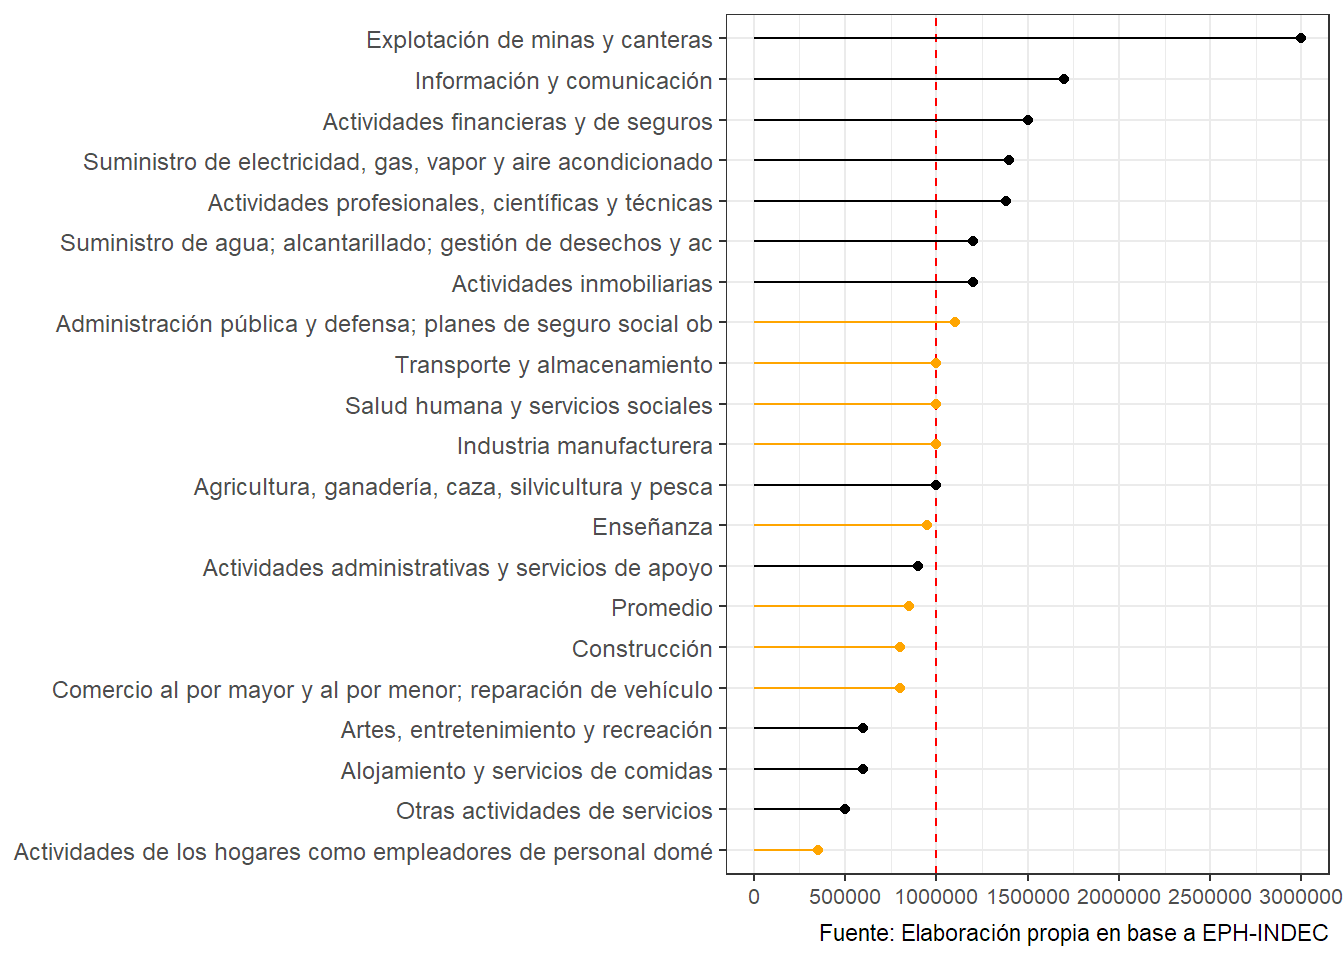 Explotación de minas y canteras
Información y comunicación
Actividades financieras y de seguros
Suministro de electricidad, gas, vapor y aire acondicionado
Actividades profesionales, científicas y técnicas
Suministro de agua; alcantarillado; gestión de desechos y ac
Actividades inmobiliarias
Administración pública y defensa; planes de seguro social ob
Transporte y almacenamiento
Salud humana y servicios sociales
Industria manufacturera
Agricultura, ganadería, caza, silvicultura y pesca
Enseñanza
Actividades administrativas y servicios de apoyo
Promedio
Construcción
Comercio al por mayor y al por menor; reparación de vehículo
Artes, entretenimiento y recreación
Alojamiento y servicios de comidas
Otras actividades de servicios
Actividades de los hogares como empleadores de personal domé
0 500000 1000000 1500000 2000000 2500000 3000000
Fuente: Elaboración propia en base a EPH-INDEC